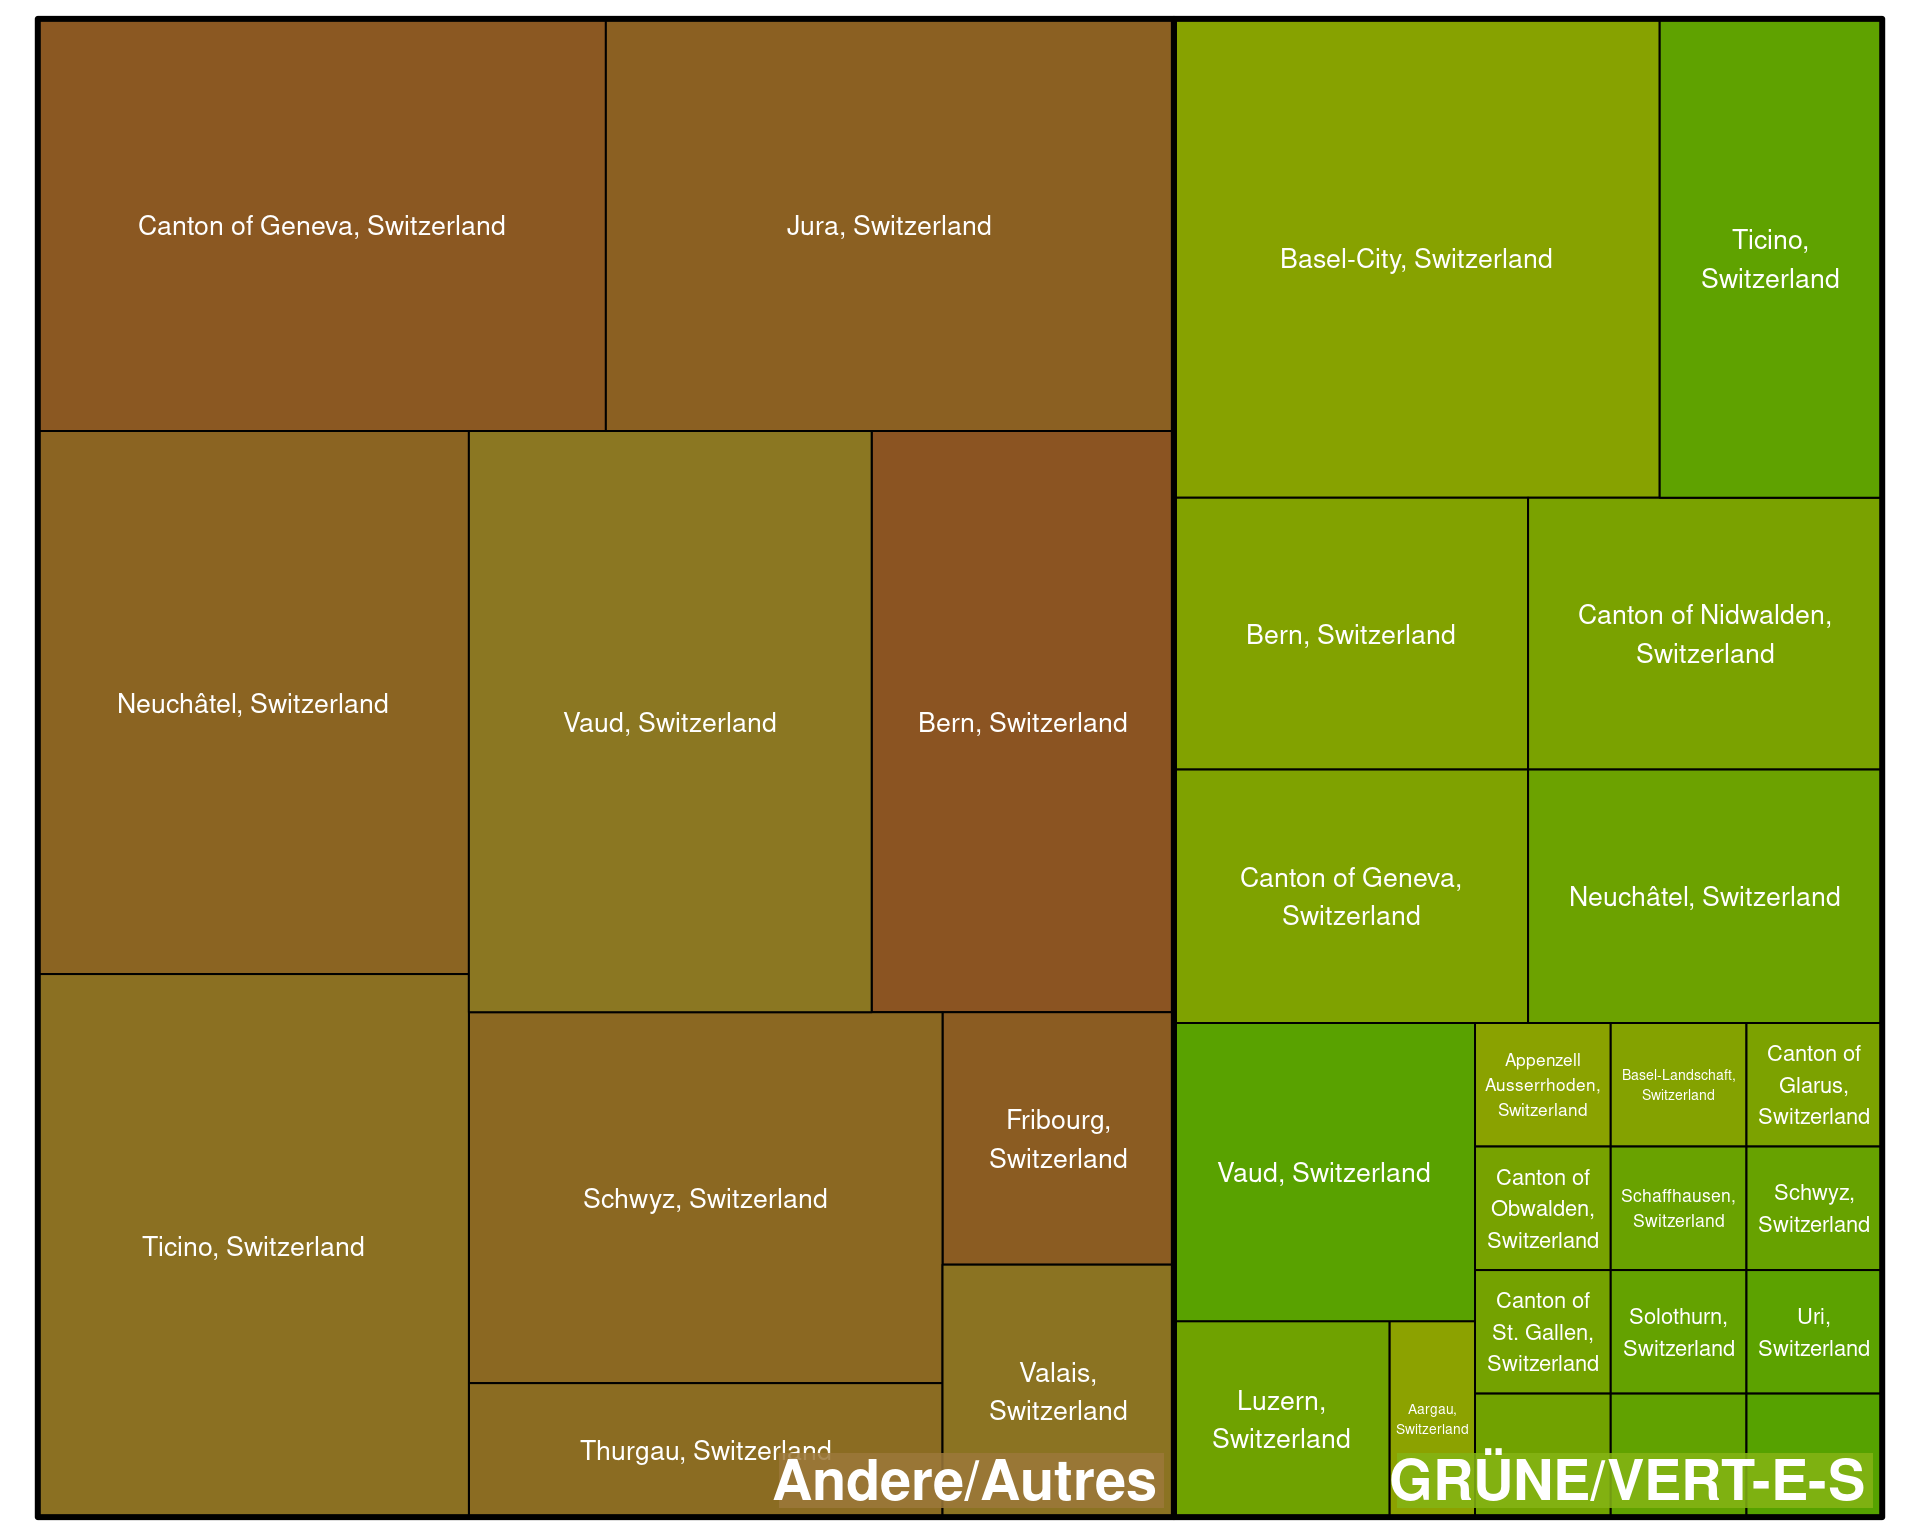 Canton of Geneva, Switzerland
Jura, Switzerland
Neuchâtel, Switzerland
Vaud, Switzerland
Bern, Switzerland
Ticino, Switzerland
Schwyz, Switzerland
Fribourg,
Switzerland
Valais,
Switzerland
Thurgau, Switzerland
Andere/Autres
Basel-City, Switzerland
Ticino,
Switzerland
Bern, Switzerland
Canton of Nidwalden,
Switzerland
Canton of Geneva,
Switzerland
Neuchâtel, Switzerland
Vaud, Switzerland
Appenzell
Ausserrhoden,
Switzerland
Basel-Landschaft,
Switzerland
Canton of
Glarus,
Switzerland
Canton of
Obwalden,
Switzerland
Schaffhausen,
Switzerland
Schwyz,
Switzerland
Canton of
St. Gallen,
Switzerland
Solothurn,
Switzerland
Uri,
Switzerland
Luzern,
Switzerland
Aargau,
Switzerland
GRÜNE/VERT-E-S